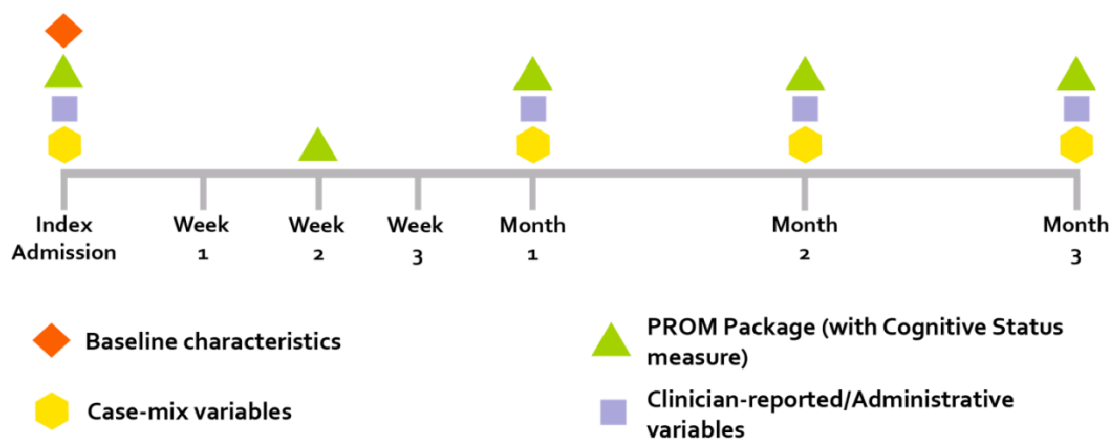 Index Admission
Week 1
Week 2
Week 3
Month 1
Month 2
Month 3
Baseline characteristics
PROM Package (with Cognitive Status
measure)
Case-mix variables
Clinician-reported/Administrative
variables